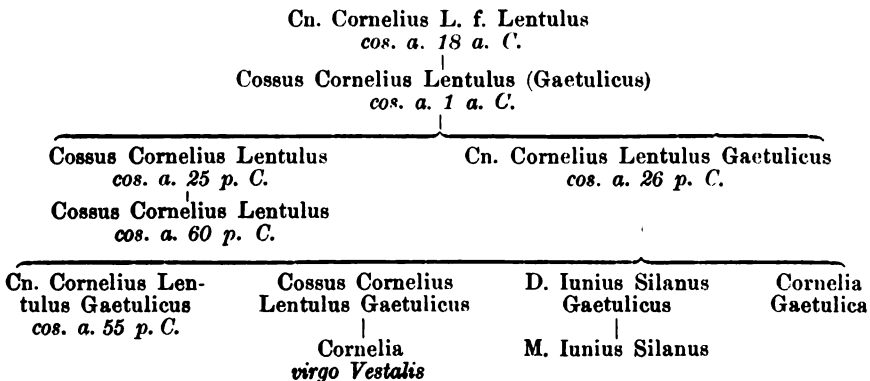 Cn. Cornelius L. f. Lentulus
cos. a. 18 a. C.
Cossus Cornelius Lentulus (Gaetulicus)
cos. a. 1 a. C.
Cossus Cornelius Lentulus
cos. a. 25 p. C.
Cn. Cornelius Lentulus Gaetulicus
cos. a. 26 p. C.
Cossus Cornelius Lentulus
cos. a. 60 p. C.
Cn. Cornelius Len-
tulus Gaetulicus
cos. a. 55 p. C.
Cossus Cornelius
Lentulus Gaetulicus
D. Iunius Silanus
Gaetulicus
Cornelia
Gaetulica
Cornelia
virgo Vestalis
M. Iunius Silanus